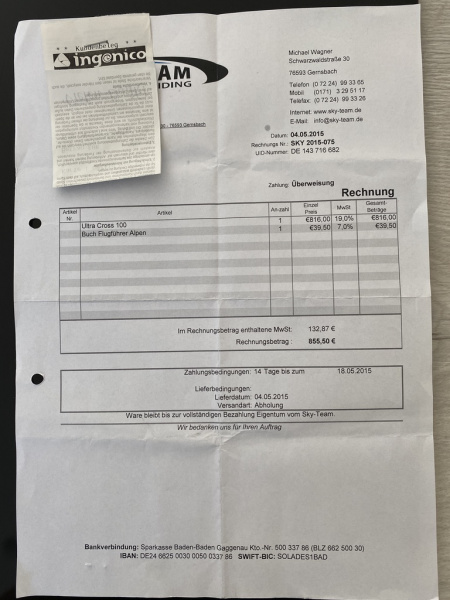 Kundenbeleg
ingenico
TEAM
GLIDING
76593 Gernsbach
Michael Wagner
Schwarzwaldstraße 30
76593 Gernsbach
Telefon (0 72 24) 99 33 65
Mobil (0171) 3 29 51 17
Telefax: (0 72 24) 99 33 26
Internet: www.sky-team.de
E-Mail: info@sky-team.de
Datum: 04.05.2015
Rechnungs Nr.: SKY 2015-075
UID-Nummer: DE 143 716 682
Zahlung: Überweisung
Rechnung
Artikel Nr. Artikel An-zahl Einzel Preis MwSt. Gesamt-Beträge
Ultra Cross 100 1 €816,00 19,0% €816,00
Buch Flugführer Alpen 1 €39,50 7,0% €39,50
Im Rechnungsbetrag enthaltene MwSt: 132,87 €
Rechnungsbetrag : 855,50 €
Zahlungsbedingungen: 14 Tage bis zum 18.05.2015
Lieferbedingungen:
Lieferdatum: 04.05.2015
Versandart: Abholung
Ware bleibt bis zur vollständigen Bezahlung Eigentum vom Sky-Team.
Wir bedanken uns für ihren Auftrag
Bankverbindung: Sparkasse Baden-Baden Gaggenau Kto.-Nr. 500 337 86 (BLZ 662 500 30)
IBAN: DE24 6625 0030 0050 0337 86 SWIFT-BIC: SOLADES1BAD